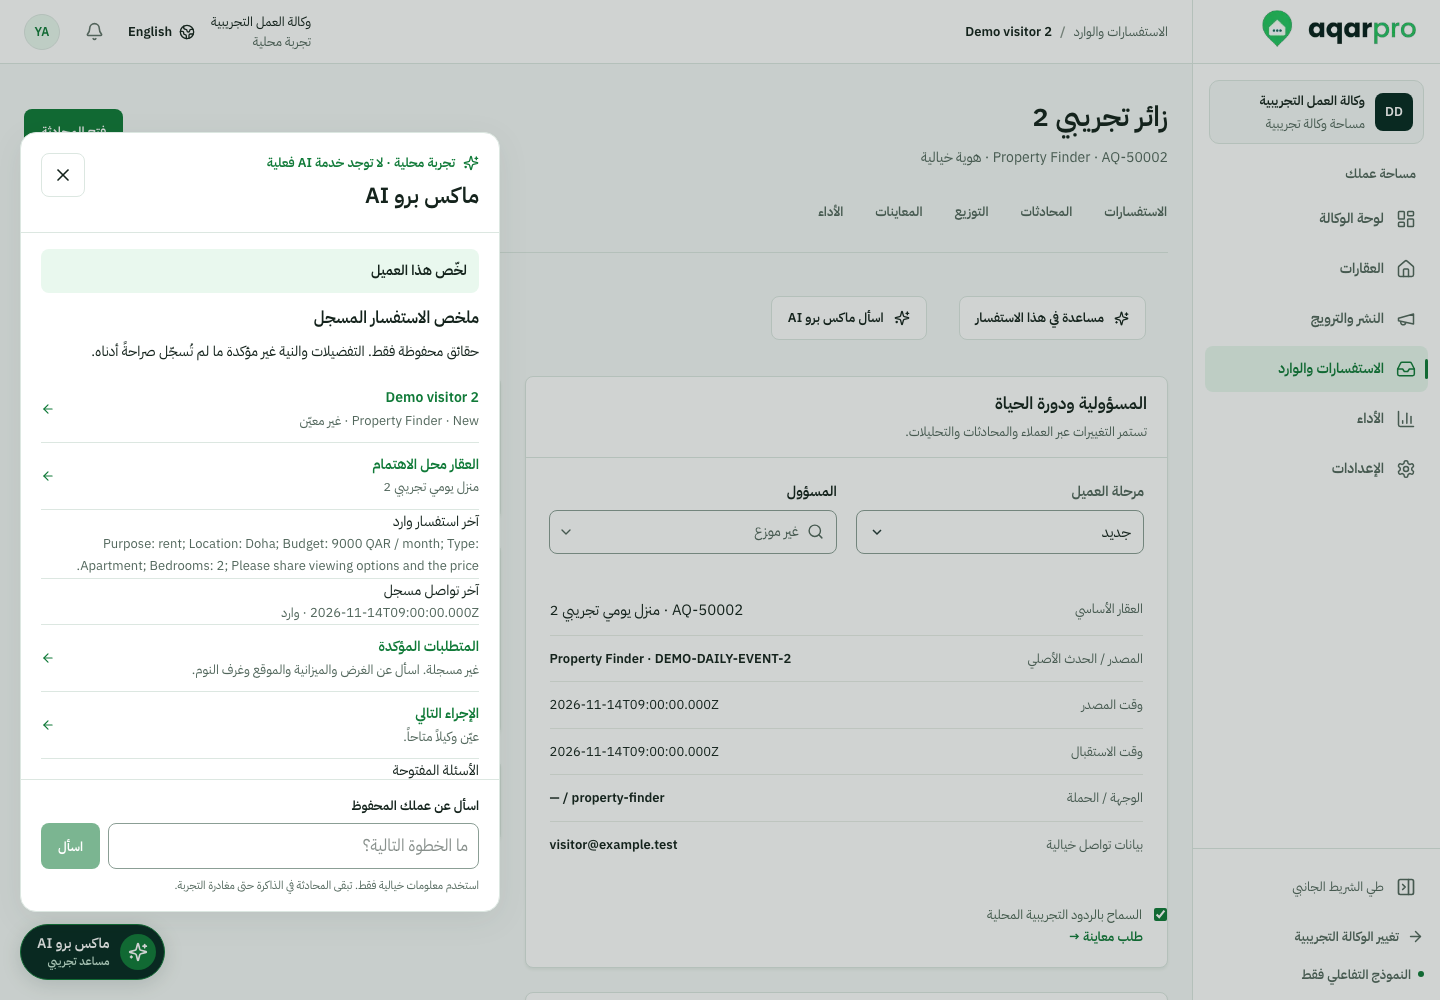 aqarpro
DD
وكالة العمل التجريبية
مساحة وكالة تجريبية
مساحة عملك
لوحة الوكالة
العقارات
النشر والترويج
الاستفسارات والوارد
الأداء
الإعدادات
طي الشريط الجانبي
تغيير الوكالة التجريبية
النموذج التفاعلي فقط
الاستفسارات والوارد / Demo visitor 2
وكالة العمل التجريبية
تجربة محلية
English
YA
زائر تجريبي 2
هوية خيالية · Property Finder · AQ-50002
الاستفسارات
المحادثات
التوزيع
المعاينات
الأداء
مساعدة في هذا الاستفسار
اسأل ماكس برو AI
المسؤولية ودورة الحياة
تستمر التغييرات عبر العملاء والمحادثات والتحليلات.
مرحلة العميل
جديد
المسؤول
غير موزع
العقار الأساسي
AQ-50002 · منزل يومي تجريبي 2
المصدر / الحدث الأصلي
Property Finder · DEMO-DAILY-EVENT-2
وقت المصدر
2026-11-14T09:00:00.000Z
وقت الاستقبال
2026-11-14T09:00:00.000Z
الوجهة / الحملة
— / property-finder
بيانات تواصل خيالية
visitor@example.test
السماح بالردود التجريبية المحلية
طلب معاينة →
تجربة محلية · لا توجد خدمة AI فعلية
ماكس برو AI
لخّص هذا العميل
ملخص الاستفسار المسجل
حقائق محفوظة فقط. التفضيلات والنية غير مؤكدة ما لم تُسجّل صراحةً أدناه.
Demo visitor 2
غير معيّن · Property Finder · New
العقار محل الاهتمام
منزل يومي تجريبي 2
آخر استفسار وارد
Purpose: rent; Location: Doha; Budget: 9000 QAR / month; Type:
Apartment; Bedrooms: 2; Please share viewing options and the price.
آخر تواصل مسجل
2026-11-14T09:00:00.000Z · وارد
المتطلبات المؤكدة
غير مسجلة. اسأل عن الغرض والميزانية والموقع وغرف النوم.
الإجراء التالي
عيّن وكيلاً متاحاً.
الأسئلة المفتوحة
اسأل عن عملك المحفوظ
ما الخطوة التالية؟
اسأل
استخدم معلومات خيالية فقط. تبقى المحادثة في الذاكرة حتى مغادرة التجربة.
ماكس برو AI
مساعد تجريبي